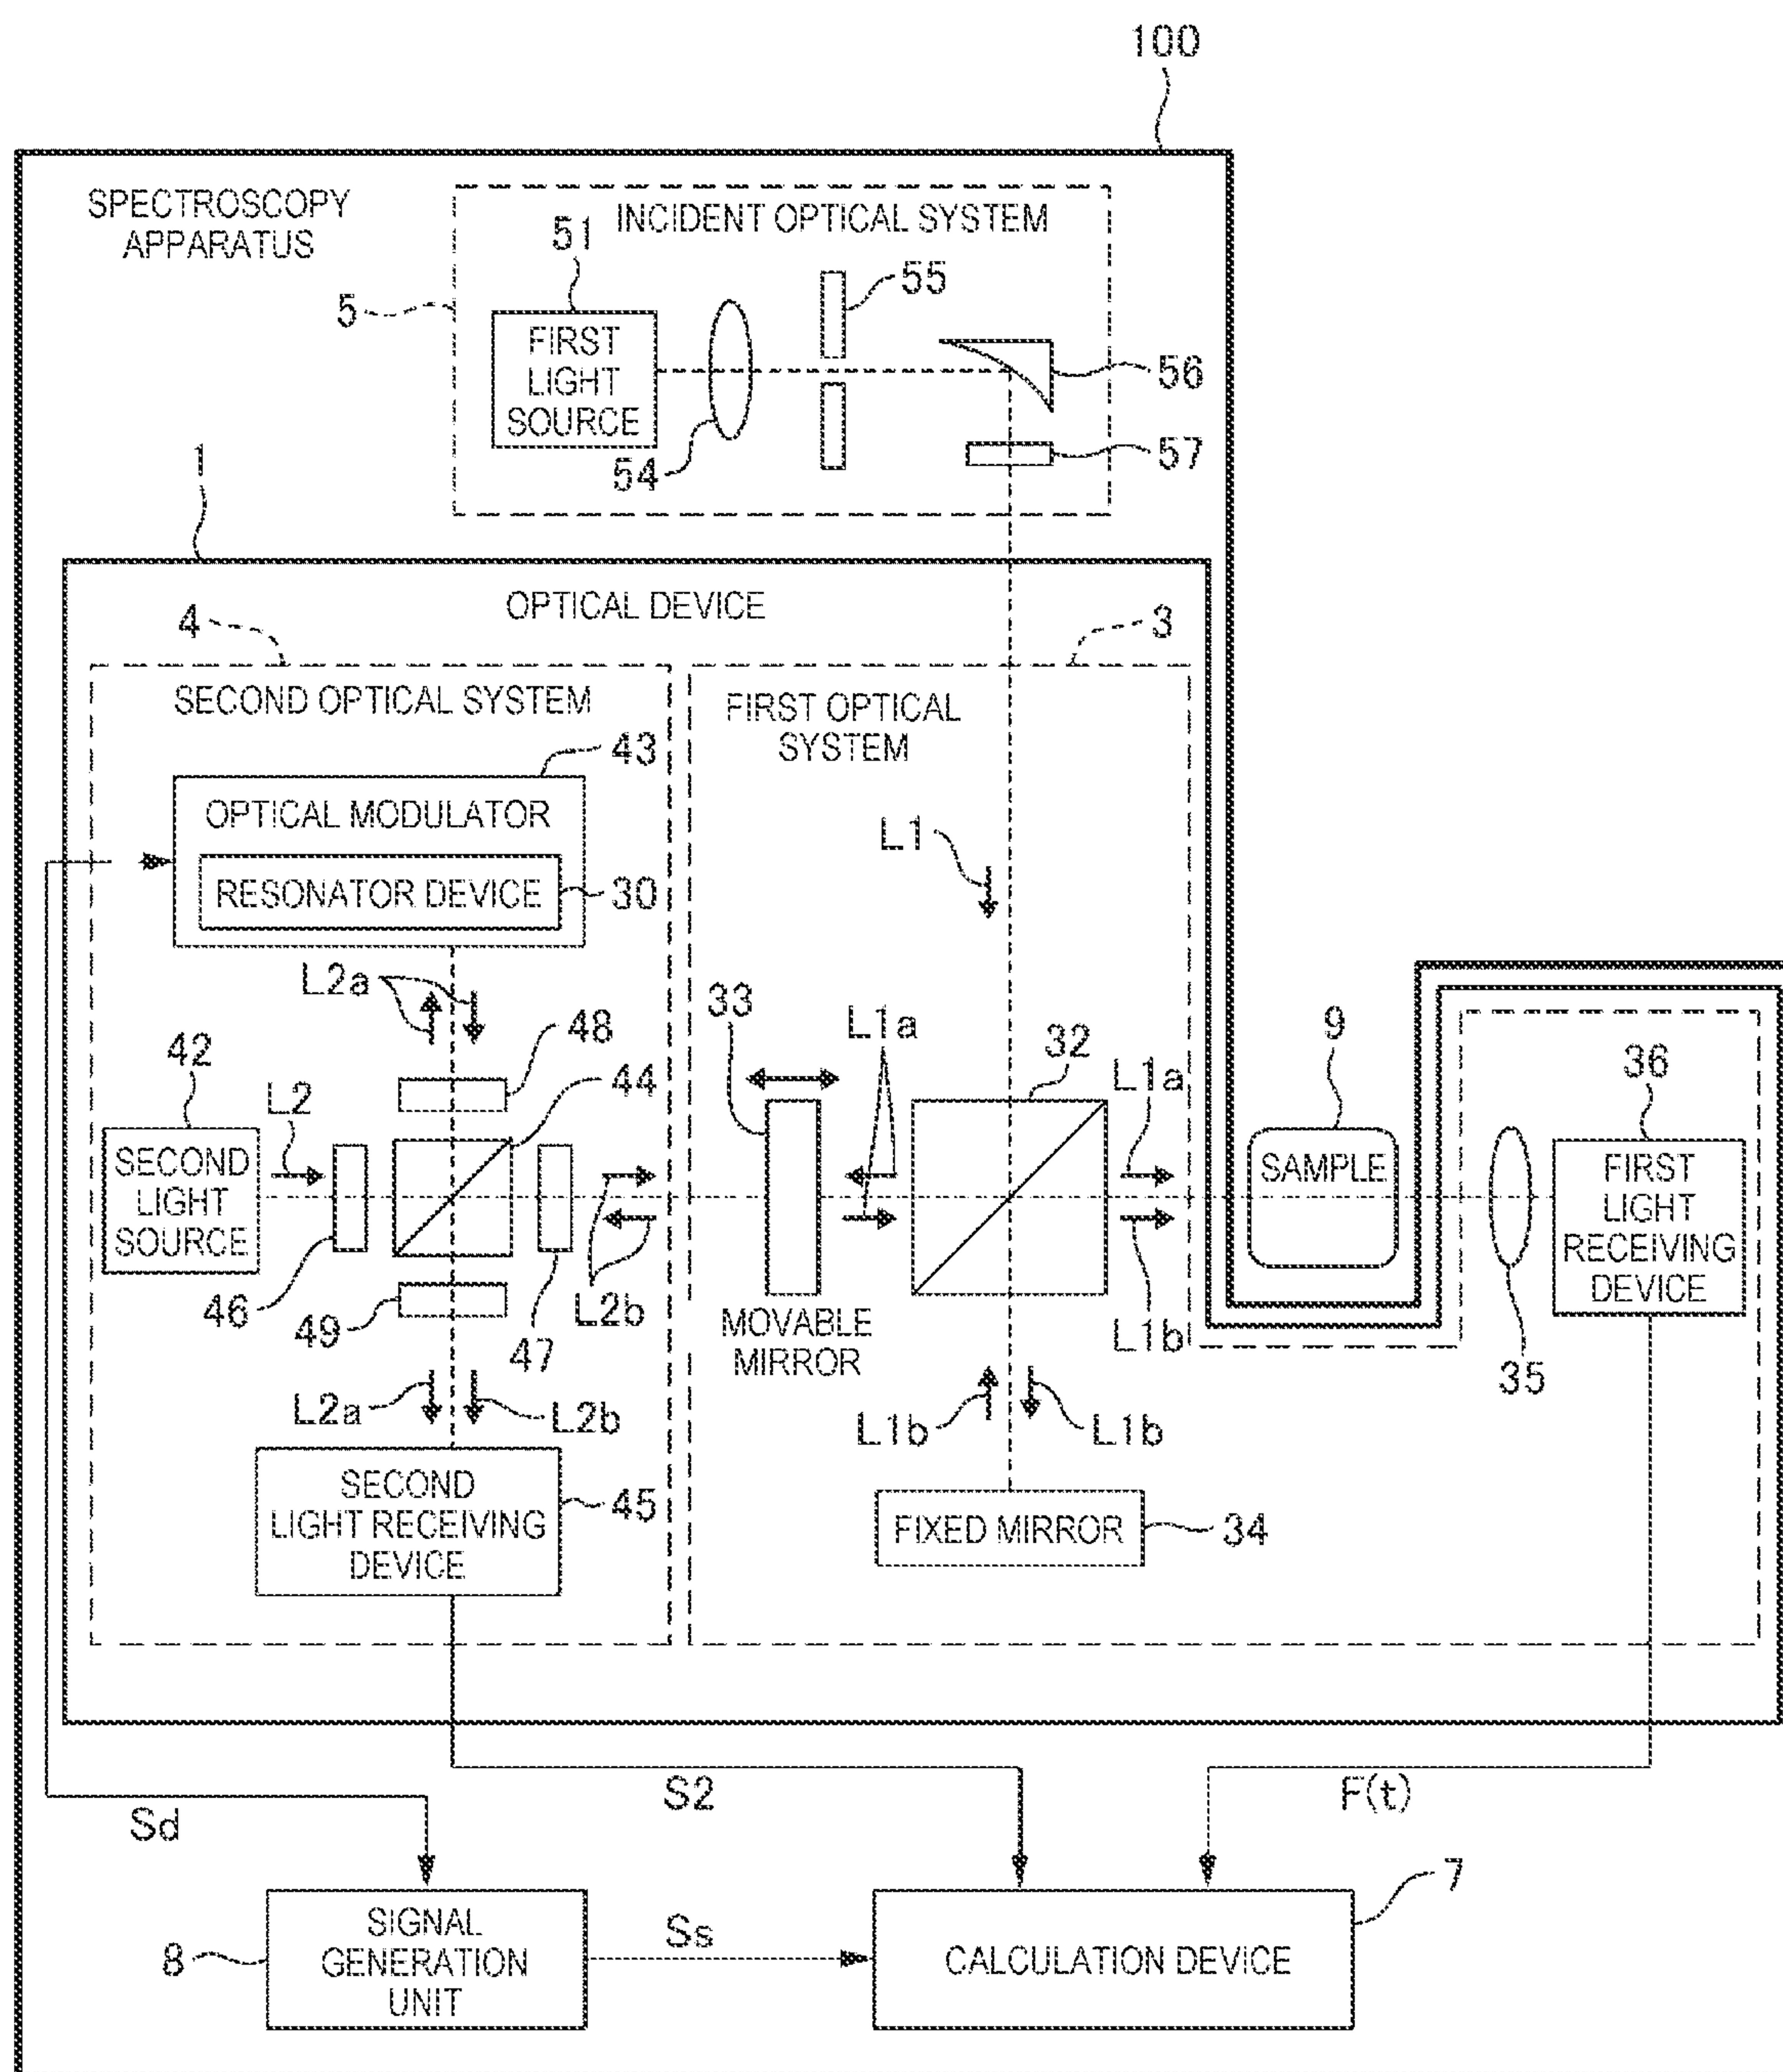 100
SPECTROSCOPY
APPARATUS
INCIDENT OPTICAL SYSTEM
51
55
5
FIRST
LIGHT
SOURCE
56
54
57
1
OPTICAL DEVICE
4
3
SECOND OPTICAL SYSTEM
FIRST OPTICAL
SYSTEM
43
OPTICAL MODULATOR
L1
RESONATOR DEVICE
30
L2a
33
L1a
32
9
36
42
48
L2
44
L1a
SECOND
LIGHT
SOURCE
SAMPLE
FIRST
LIGHT
RECEIVING
DEVICE
46
49
47
L2b
MOVABLE
MIRROR
L1b
35
L2a
L2b
L1b
L1b
SECOND
LIGHT RECEIVING
DEVICE
45
FIXED MIRROR
34
S2
F(t)
Sd
7
8
SIGNAL
GENERATION
UNIT
Ss
CALCULATION DEVICE